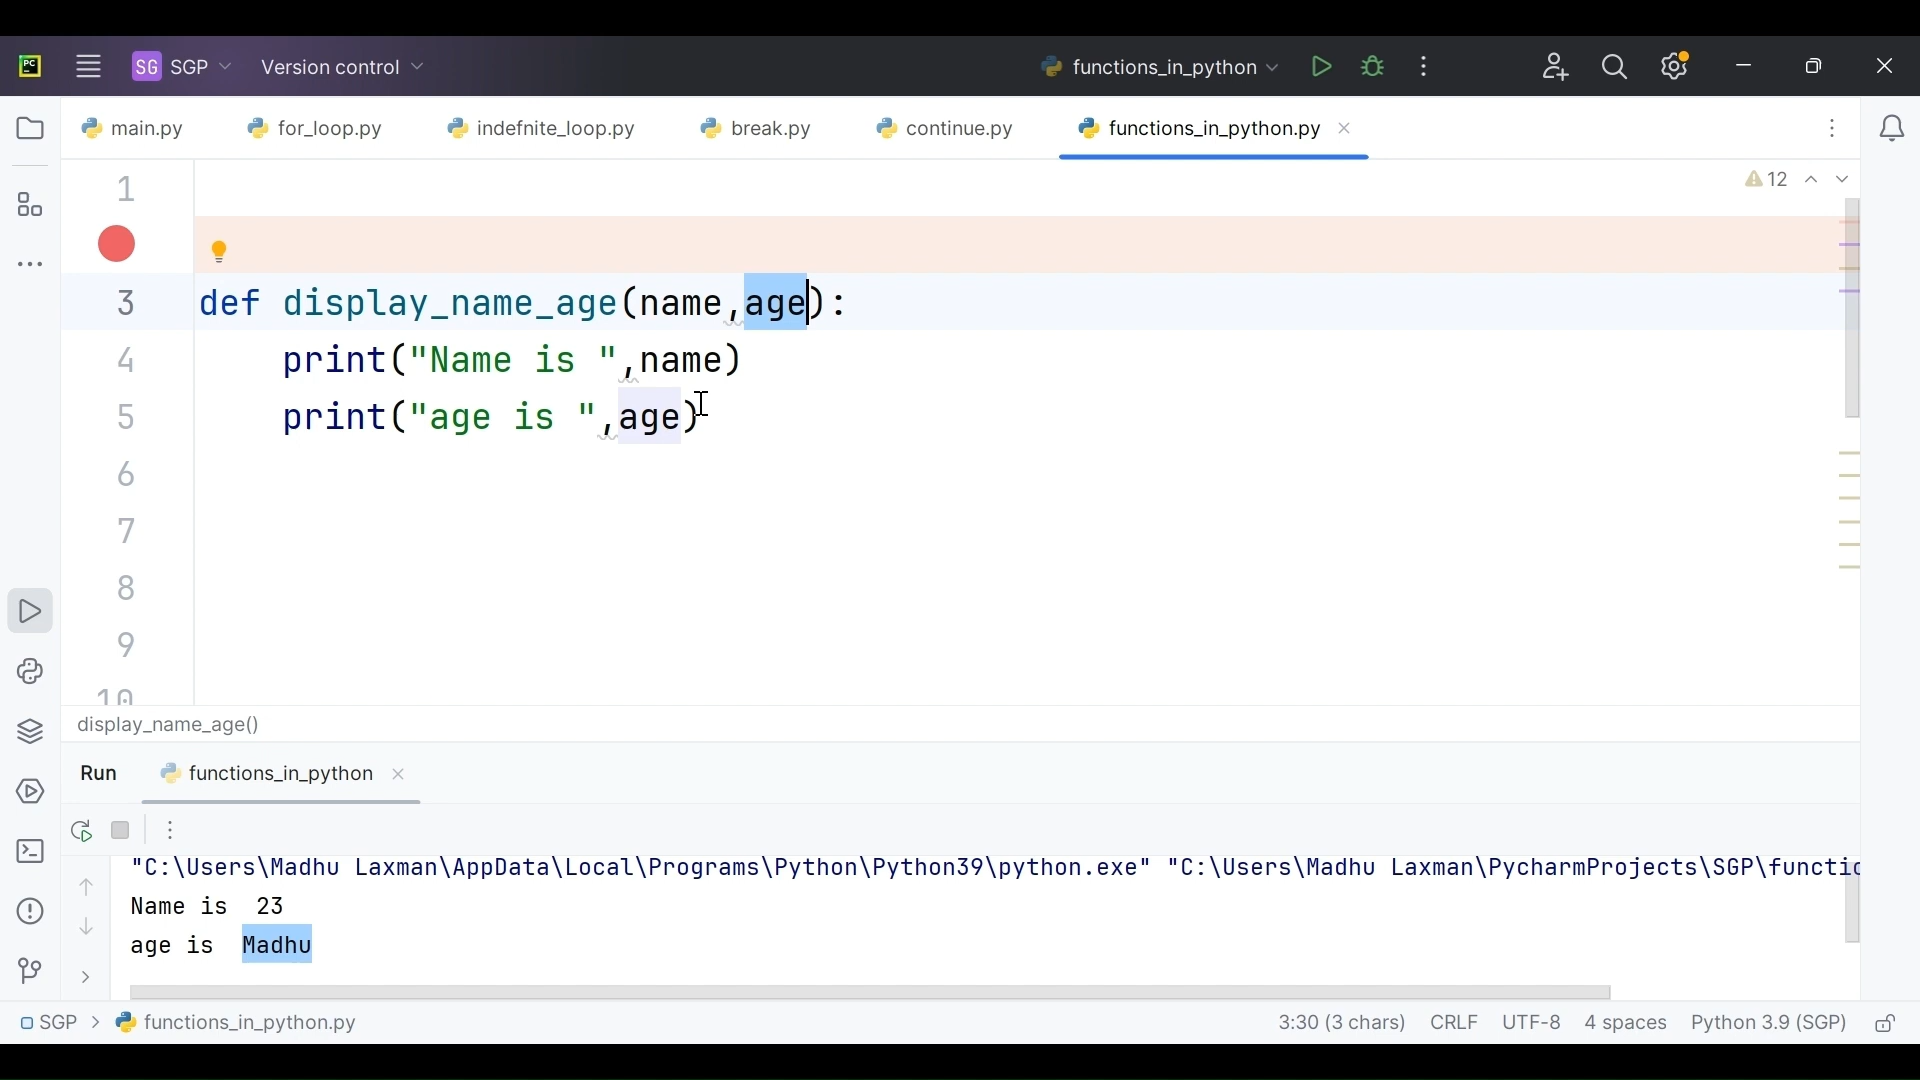 PC SG SGP Version control functions_in_python
main.py for_loop.py indefnite_loop.py break.py continue.py functions_in_python.py
1
12
3 def display_name_age(name,age):
4 print("Name is ",name)
5 print("age is ",age)
6
7
8
9
10
display_name_age()
Run functions_in_python
"C:\Users\Madhu Laxman\AppData\Local\Programs\Python\Python39\python.exe" "C:\Users\Madhu Laxman\PycharmProjects\SGP\functio
Name is  23
age is  Madhu
SGP > functions_in_python.py 3:30 (3 chars) CRLF UTF-8 4 spaces Python 3.9 (SGP)